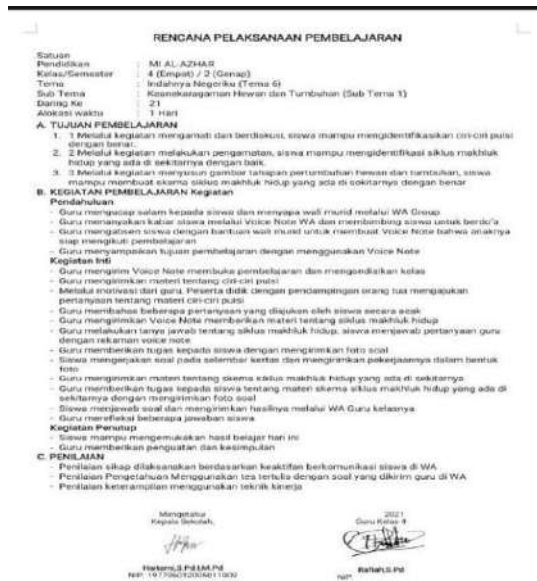 RENCANA PELAKSANAAN PEMBELAJARAN
Satuan
Pendidikan : MI AL-AZHAR
Kelas/Semester : 4 (Empat) / 2 (Genap)
Tema : Indahnya Negeriku (Tema 6)
Sub Tema : Keanekaragaman Hewan dan Tumbuhan (Sub Tema 1)
Daring Ke : 21
Alokasi waktu : 1 Hari
A. TUJUAN PEMBELAJARAN
1. 1 Melalui kegiatan mengamati dan berdiskusi, siswa mampu mengidentifikasikan ciri-ciri puisi
dengan benar.
2. 2 Melalui kegiatan melakukan pengamatan, siswa mampu mengidentifikasi siklus makhluk
hidup yang ada di sekitarnya dengan baik.
3. 3 Melalui kegiatan menyusun gambar tahapan pertumbuhan hewan dan tumbuhan, siswa
mampu membuat skema siklus makhluk hidup yang ada di sekitarnya dengan benar
B. KEGIATAN PEMBELAJARAN Kegiatan
Pendahuluan
- Guru mengucap salam kepada siswa dan menyapa wali murid melalui WA Group
- Guru menanyakan kabar siswa melalui Voice Note WA dan membimbing siswa untuk berdo'a
- Guru mengabsen siswa dengan bantuan wali murid untuk membuat Voice Note bahwa anaknya
siap mengikuti pembelajaran
- Guru menyampaikan tujuan pembelajaran dengan menggunakan Voice Note
Kegiatan Inti
- Guru mengirim Voice Note membuka pembelajaran dan mengondisikan kelas
- Guru mengirimkan materi tentang ciri-ciri puisi
- Melalui motivasi dari guru, Peserta didik dengan pendampingan orang tua mengajukan
pertanyaan tentang materi ciri-ciri puisi
- Guru membahas beberapa pertanyaan yang diajukan oleh siswa secara acak
- Guru mengirimkan Voice Note memberikan materi tentang siklus makhluk hidup
- Guru melakukan tanya jawab tentang siklus makhluk hidup, siswa menjawab pertanyaan guru
dengan rekaman voice note
- Guru memberikan tugas kepada siswa dengan mengirimkan foto soal
- Siswa mengerjakan soal pada selembar kertas dan mengirimkan pekerjaannya dalam bentuk
foto
- Guru mengirimkan materi tentang skema siklus makhluk hidup yang ada di sekitarnya
- Guru memberikan tugas kepada siswa tentang materi skema siklus makhluk hidup yang ada di
sekitarnya dengan mengirimkan foto soal
- Siswa menjawab soal dan mengirimkan hasilnya melalui WA Guru kelasnya
- Guru merefleksi beberapa jawaban siswa
Kegiatan Penutup
- Siswa mampu mengemukakan hasil belajar hari ini
- Guru memberikan penguatan dan kesimpulan
C. PENILAIAN
- Penilaian sikap dilaksanakan berdasarkan keaktifan berkomunikasi siswa di WA
- Penilaian Pengetahuan Menggunakan tes tertulis dengan soal yang dikirim guru di WA
- Penilaian keterampilan menggunakan teknik kinerja
Mengetahui 2021
Kepala Sekolah, Guru Kelas 4
Rafiah,S.Pd
NIP.